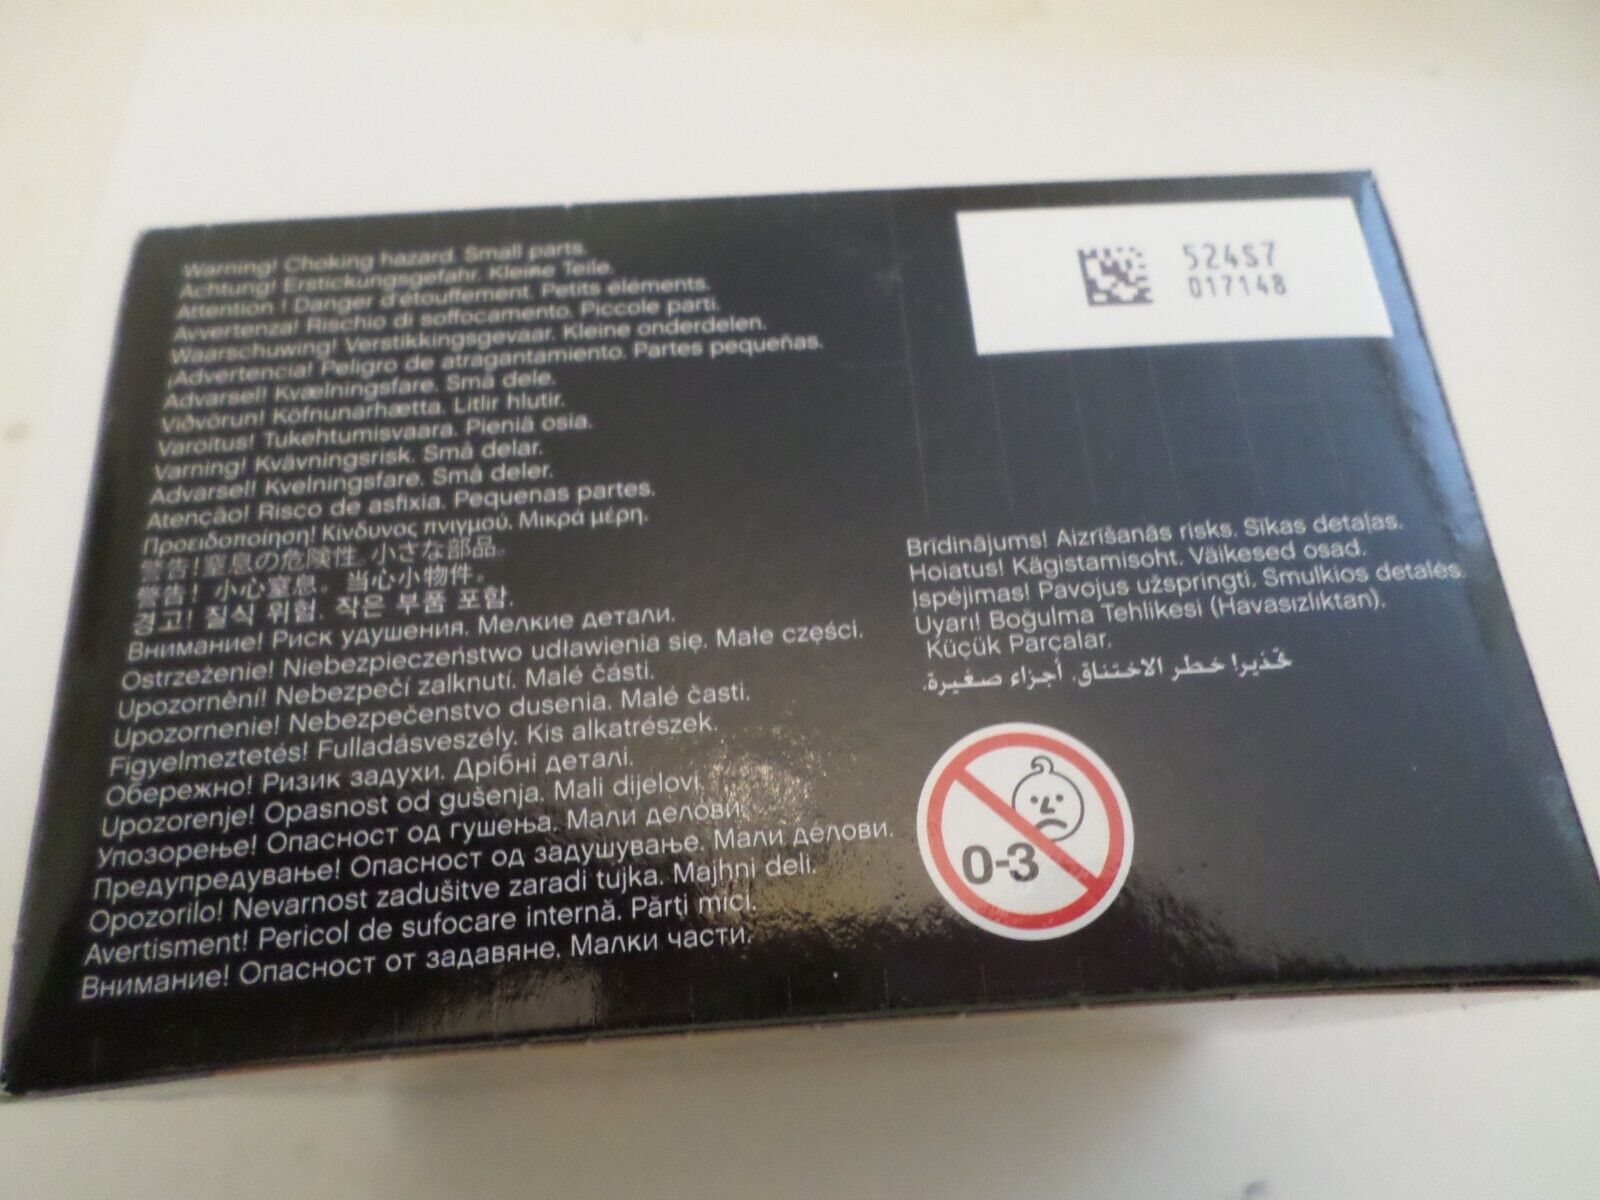 Warning! Choking hazard. Small parts.
Achtung! Erstickungsgefahr. Kleine Teile.
Attention ! Danger d'étouffement. Petits éléments.
Avvertenza! Rischio di soffocamento. Piccole parti.
Waarschuwing! Verstikkingsgevaar. Kleine onderdelen.
¡Advertencia! Peligro de atragantamiento. Partes pequeñas.
Advarsel! Kvælningsfare. Små dele.
Viðvörun! Köfnunarhætta. Litlir hlutir.
Varoitus! Tukehtumisvaara. Pieniä osia.
Varning! Kvävningsrisk. Små delar.
Advarsel! Kvelningsfare. Små deler.
Atenção! Risco de asfixia. Pequenas partes.
Προειδοποίηση! Κίνδυνος πνιγμού. Μικρά μέρη.
警告!窒息の危険性。小さな部品。
警告! 小心窒息。当心小物件。
경고! 질식 위험. 작은 부품 포함.
Внимание! Риск удушения. Мелкие детали.
Ostrzeżenie! Niebezpieczeństwo udławienia się. Małe części.
Upozornění! Nebezpečí zalknutí. Malé části.
Upozornenie! Nebezpečenstvo dusenia. Malé časti.
Figyelmeztetés! Fulladásveszély. Kis alkatrészek.
Обережно! Ризик задухи. Дрібні деталі.
Upozorenje! Opasnost od gušenja. Mali dijelovi.
Упозорење! Опасност од гушења. Мали делови.
Предупредување! Опасност од задушување. Мали делови.
Opozorilo! Nevarnost zadušitve zaradi tujka. Majhni deli.
Avertisment! Pericol de sufocare internă. Părți mici.
Внимание! Опасност от задавяне. Малки части.
524S7
017148
Brīdinājums! Aizrīšanās risks. Sīkas detaļas.
Hoiatus! Kägistamisoht. Väikesed osad.
Įspėjimas! Pavojus užspringti. Smulkios detalės.
Uyarı! Boğulma Tehlikesi (Havasızlıktan).
Küçük Parçalar.
تحذير! خطر الاختناق. أجزاء صغيرة.
0-3